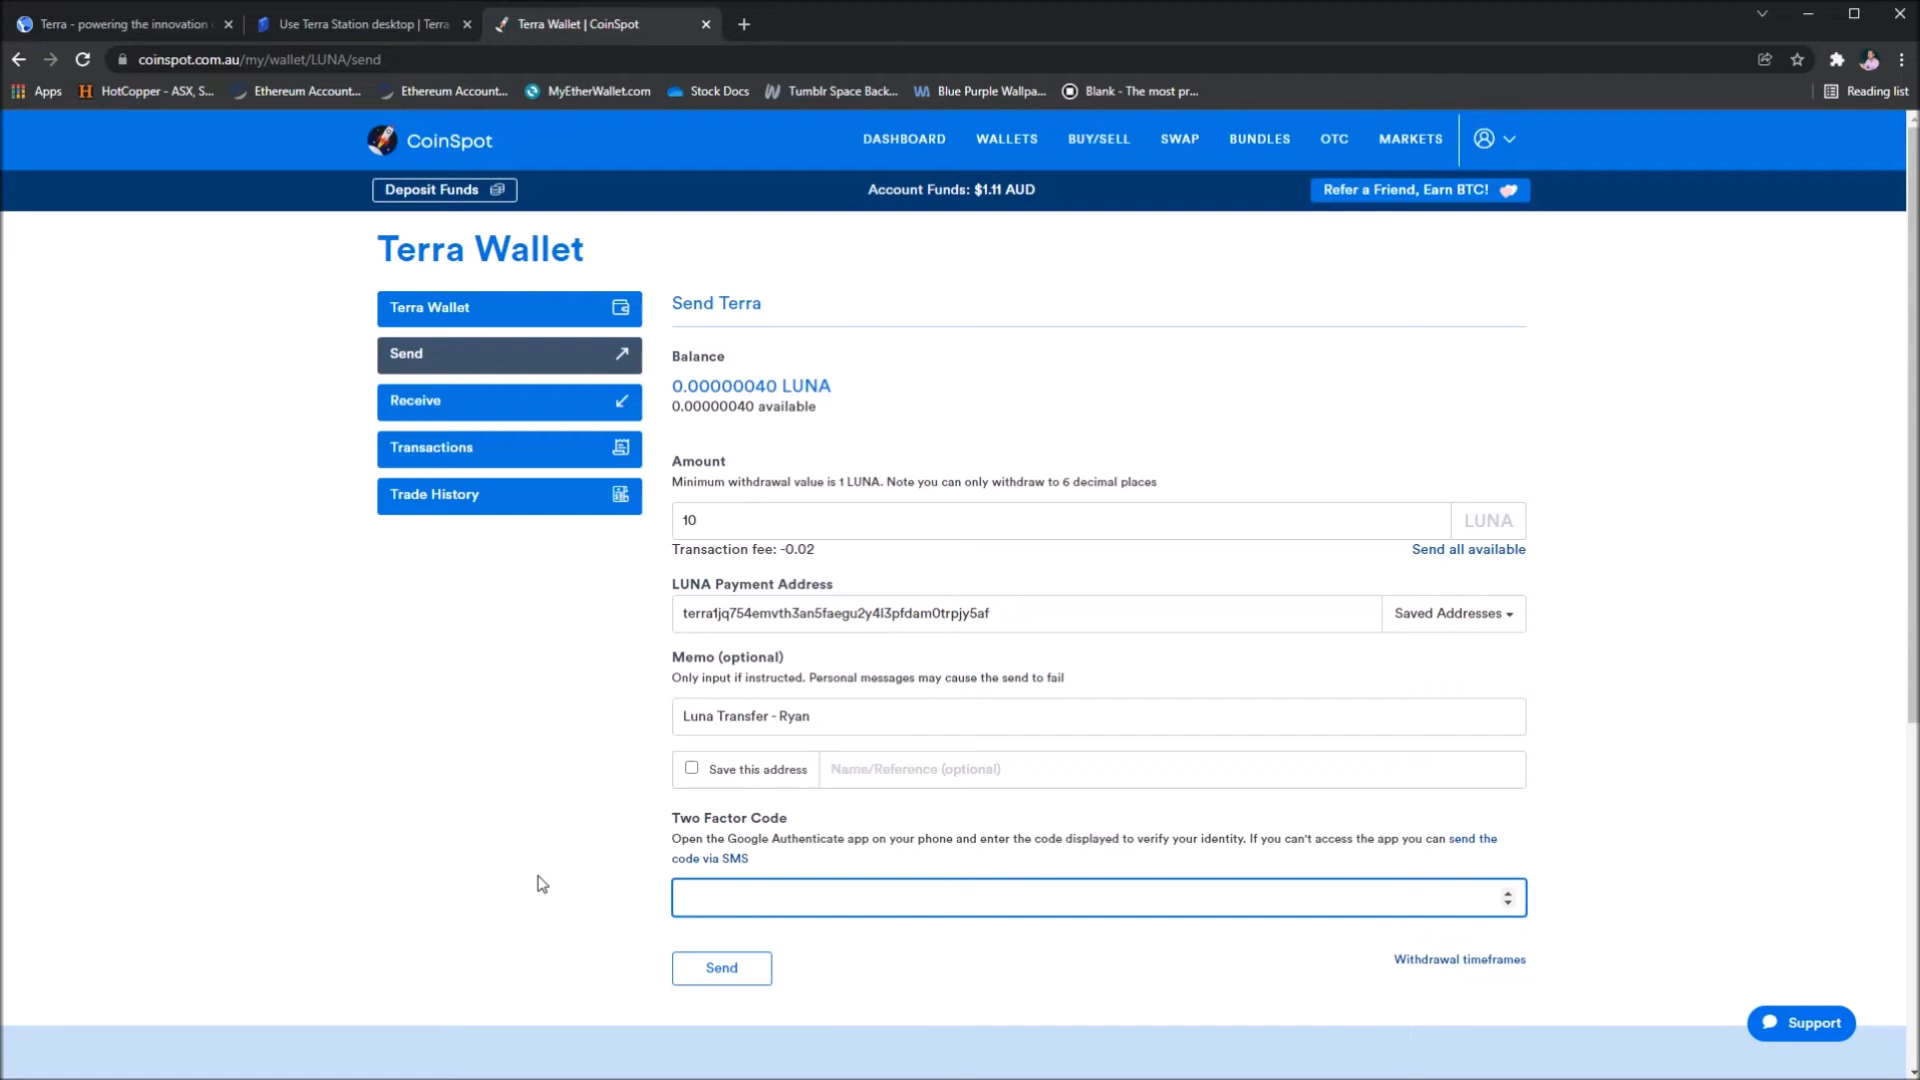 Terra - powering the innovation
Use Terra Station desktop | Terra
Terra Wallet | CoinSpot
coinspot.com.au/my/wallet/LUNA/send
Apps
HotCopper - ASX, S...
Ethereum Account...
Ethereum Account...
MyEtherWallet.com
Stock Docs
Tumblr Space Back...
Blue Purple Wallpa...
Blank - The most pr...
Reading list
CoinSpot
DASHBOARD
WALLETS
BUY/SELL
SWAP
BUNDLES
OTC
MARKETS
Deposit Funds
Account Funds: $1.11 AUD
Refer a Friend, Earn BTC!
Terra Wallet
Terra Wallet
Send
Receive
Transactions
Trade History
Send Terra
Balance
0.00000040 LUNA
0.00000040 available
Amount
Minimum withdrawal value is 1 LUNA. Note you can only withdraw to 6 decimal places
10
LUNA
Transaction fee: -0.02
Send all available
LUNA Payment Address
terra1jq754emvth3an5faegu2y4l3pfdam0trpjy5af
Saved Addresses
Memo (optional)
Only input if instructed. Personal messages may cause the send to fail
Luna Transfer - Ryan
Save this address
Name/Reference (optional)
Two Factor Code
Open the Google Authenticate app on your phone and enter the code displayed to verify your identity. If you can't access the app you can send the
code via SMS
Send
Withdrawal timeframes
Support